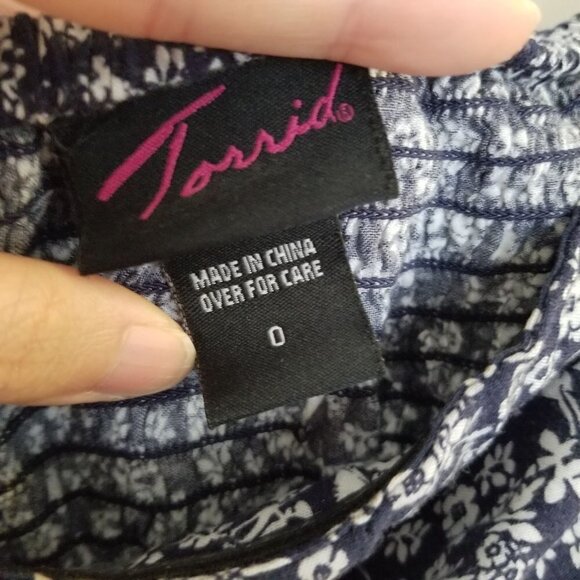 Torrid®
MADE IN CHINA
OVER FOR CARE
0